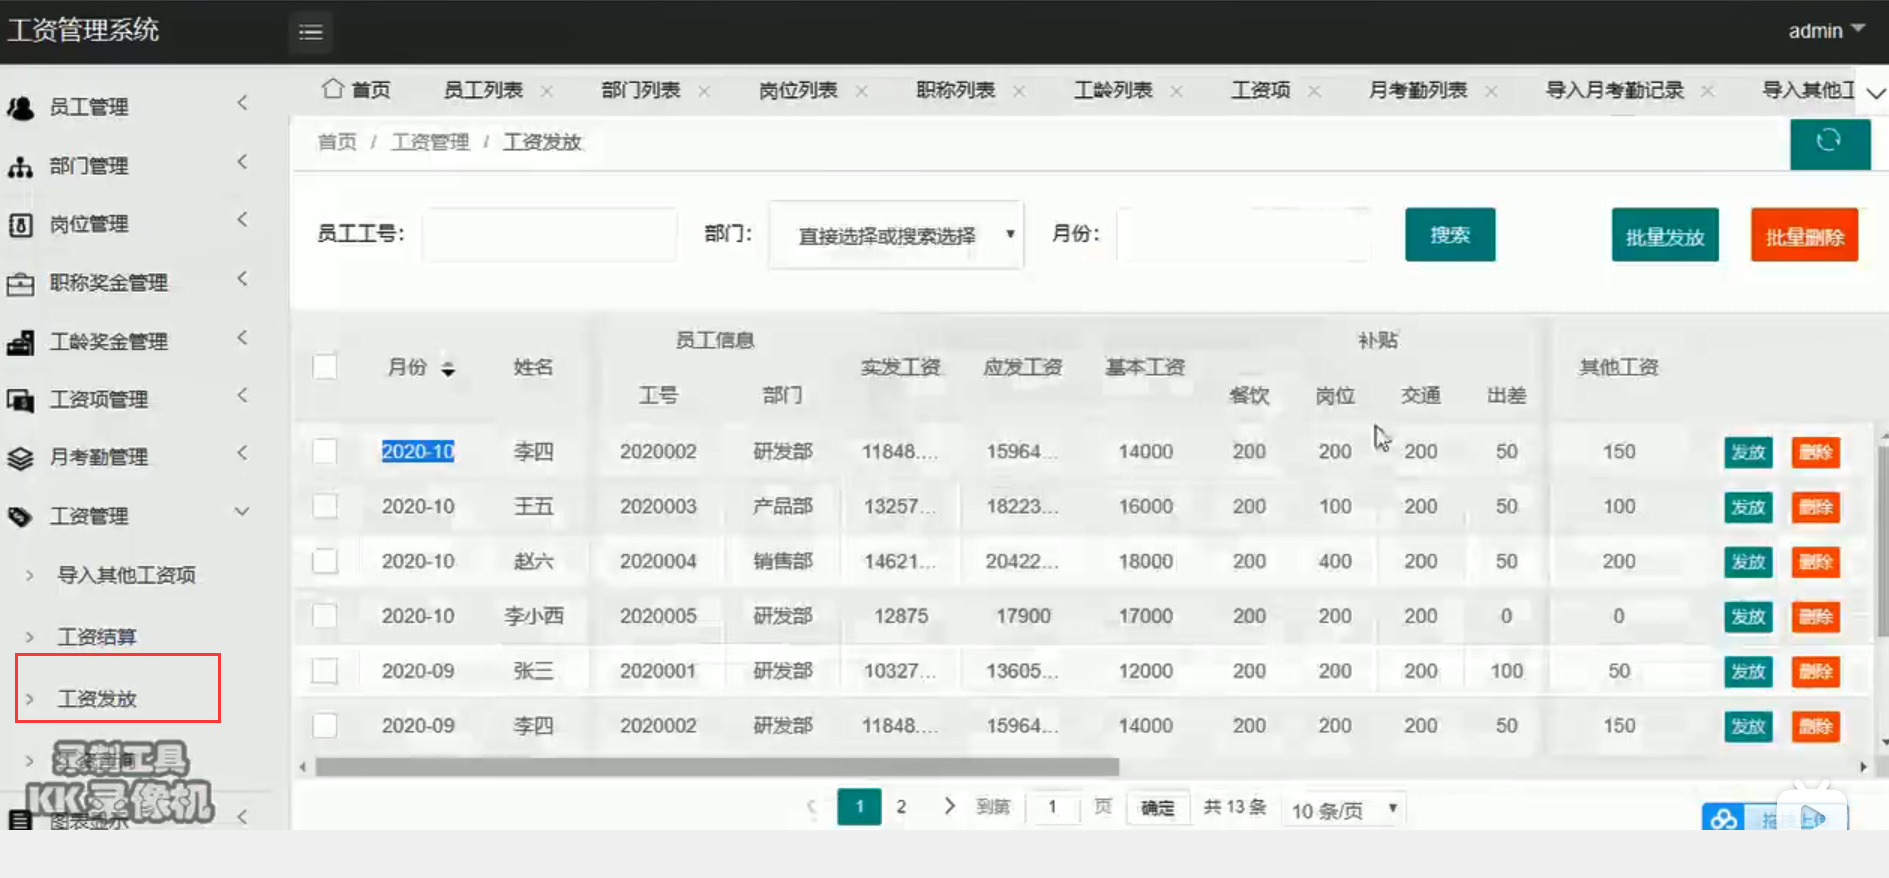 工资管理系统
admin
员工管理
部门管理
岗位管理
职称奖金管理
工龄奖金管理
工资项管理
月考勤管理
工资管理
导入其他工资项
工资结算
工资发放
录制工具
KK录像机
图表显示
首页 员工列表 部门列表 岗位列表 职称列表 工龄列表 工资项 月考勤列表 导入月考勤记录 导入其他工
首页 / 工资管理 / 工资发放
员工工号： 部门： 直接选择或搜索选择 月份： 搜索 批量发放 批量删除
员工信息 补贴
月份 姓名 实发工资 应发工资 基本工资 其他工资
工号 部门 餐饮 岗位 交通 出差
2020-10 李四 2020002 研发部 11848.... 15964... 14000 200 200 200 50 150 发放 删除
2020-10 王五 2020003 产品部 13257... 18223... 16000 200 100 200 50 100 发放 删除
2020-10 赵六 2020004 销售部 14621... 20422... 18000 200 400 200 50 200 发放 删除
2020-10 李小西 2020005 研发部 12875 17900 17000 200 200 200 0 0 发放 删除
2020-09 张三 2020001 研发部 10327... 13605... 12000 200 200 200 100 50 发放 删除
2020-09 李四 2020002 研发部 11848.... 15964... 14000 200 200 200 50 150 发放 删除
1 2 到第 1 页 确定 共 13 条 10 条/页